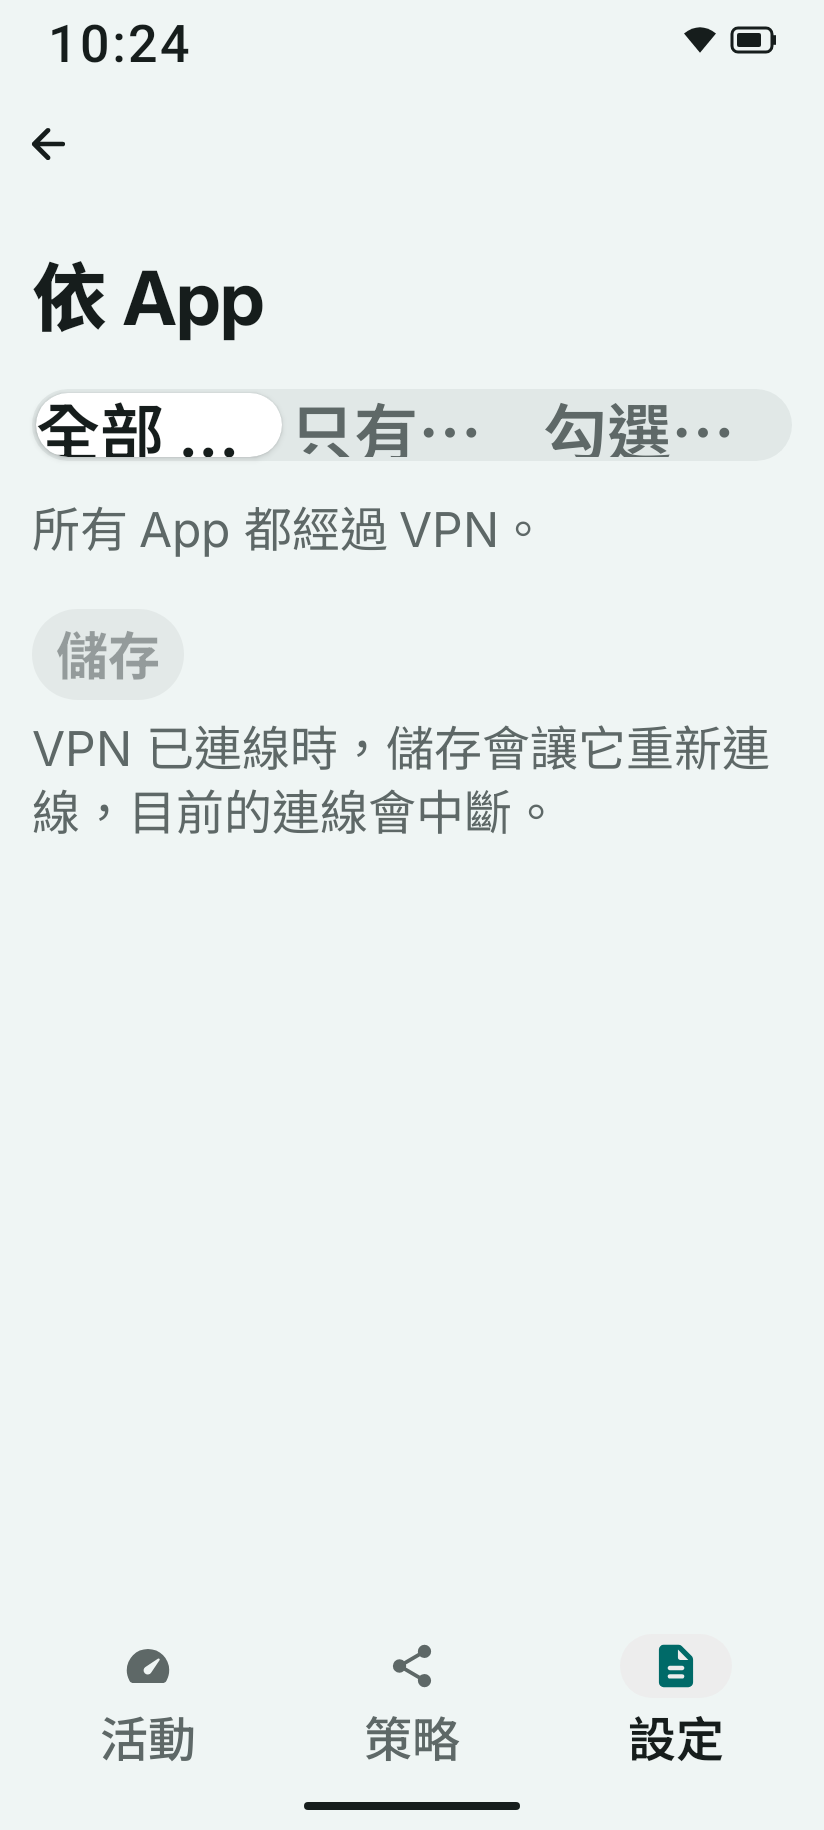 10:24
依 App
全部 ...
只有…
勾選…
所有 App 都經過 VPN。
儲存
VPN 已連線時，儲存會讓它重新連
線，目前的連線會中斷。
活動
策略
設定